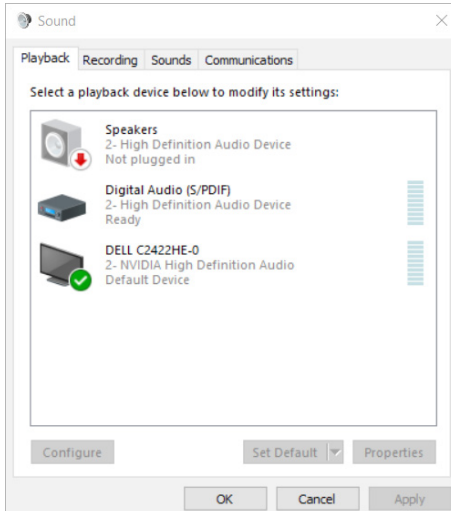 Sound
Playback Recording Sounds Communications
Select a playback device below to modify its settings:
Speakers
2- High Definition Audio Device
Not plugged in
Digital Audio (S/PDIF)
2- High Definition Audio Device
Ready
DELL C2422HE-0
2- NVIDIA High Definition Audio
Default Device
Configure Set Default Properties
OK Cancel Apply